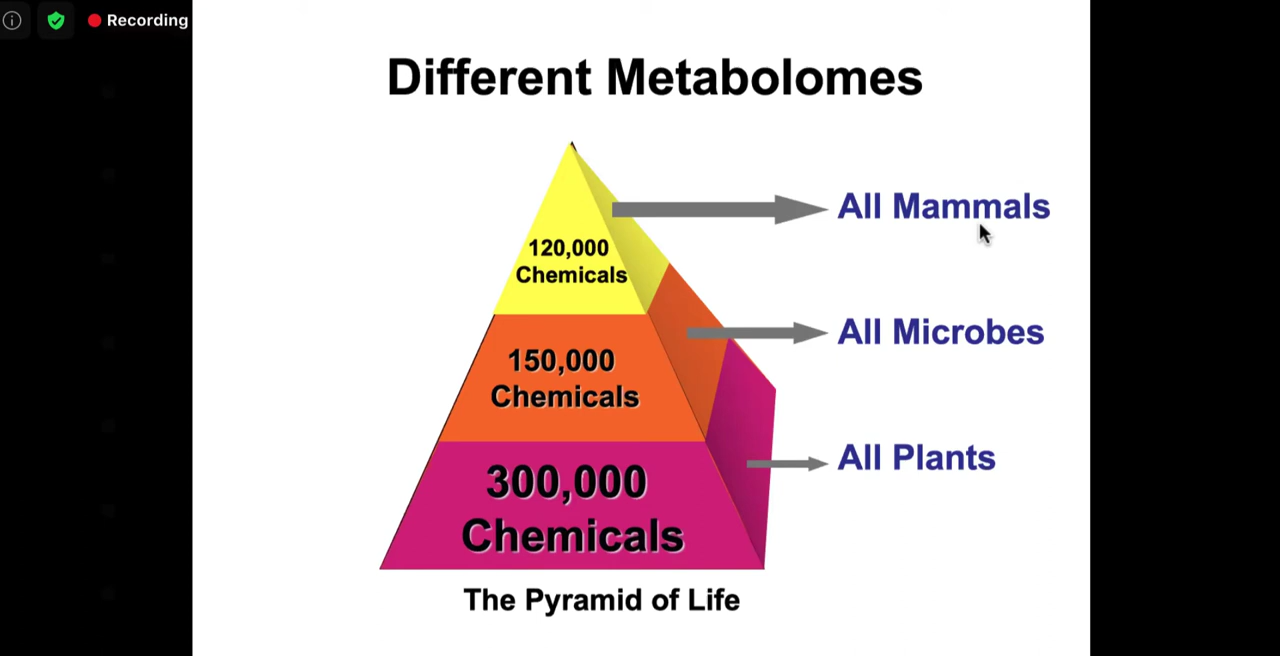 Recording
Different Metabolomes
All Mammals
120,000
Chemicals
All Microbes
150,000
Chemicals
All Plants
300,000
Chemicals
The Pyramid of Life